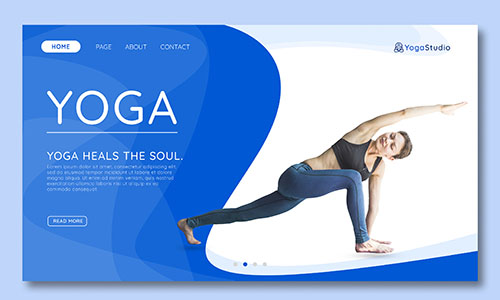 HOME PAGE ABOUT CONTACT
YogaStudio
YOGA
YOGA HEALS THE SOUL.
Lorem ipsum dolor sit amet, consectetur adipiscing elit,
sed do eiusmod tempor incididunt ut labore et dolore
magna aliqua. Ut enim ad minim veniam, quis nostrud
exercitation ullamco laboris nisi ut aliquip ex ea
commodo consequat!
READ MORE